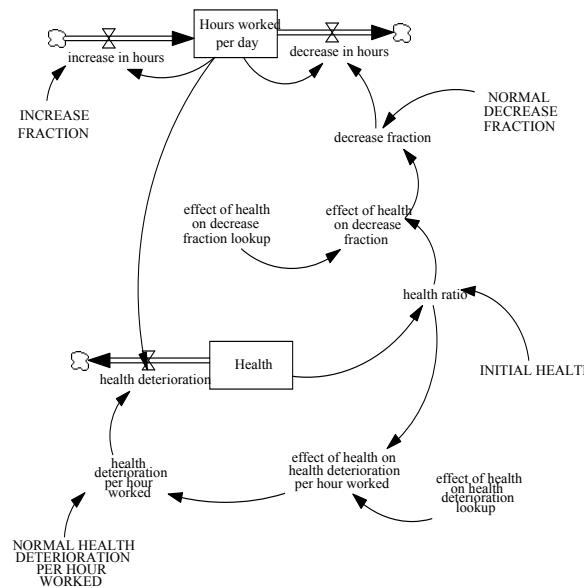 Hours worked
per day
increase in hours
decrease in hours
INCREASE
FRACTION
NORMAL
DECREASE
FRACTION
decrease fraction
effect of health
on decrease
fraction lookup
effect of health
on decrease
fraction
health ratio
Health
health deterioration
INITIAL HEALTH
health
deterioration
per hour
worked
effect of health on
health deterioration
per hour worked
effect of health
on health
deterioration
lookup
NORMAL HEALTH
DETERIORATION
PER HOUR
WORKED